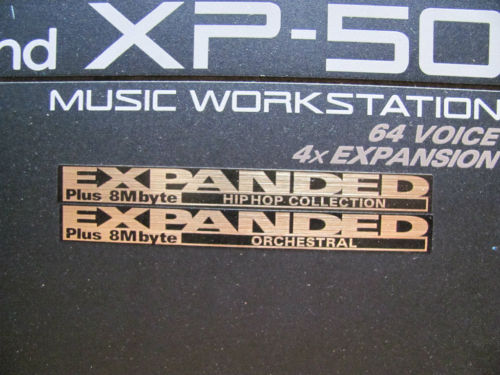 nd XP-50
MUSIC WORKSTATION
64 VOICE
4x EXPANSION
EXPANDED
Plus 8Mbyte HIP HOP COLLECTION
EXPANDED
Plus 8Mbyte ORCHESTRAL